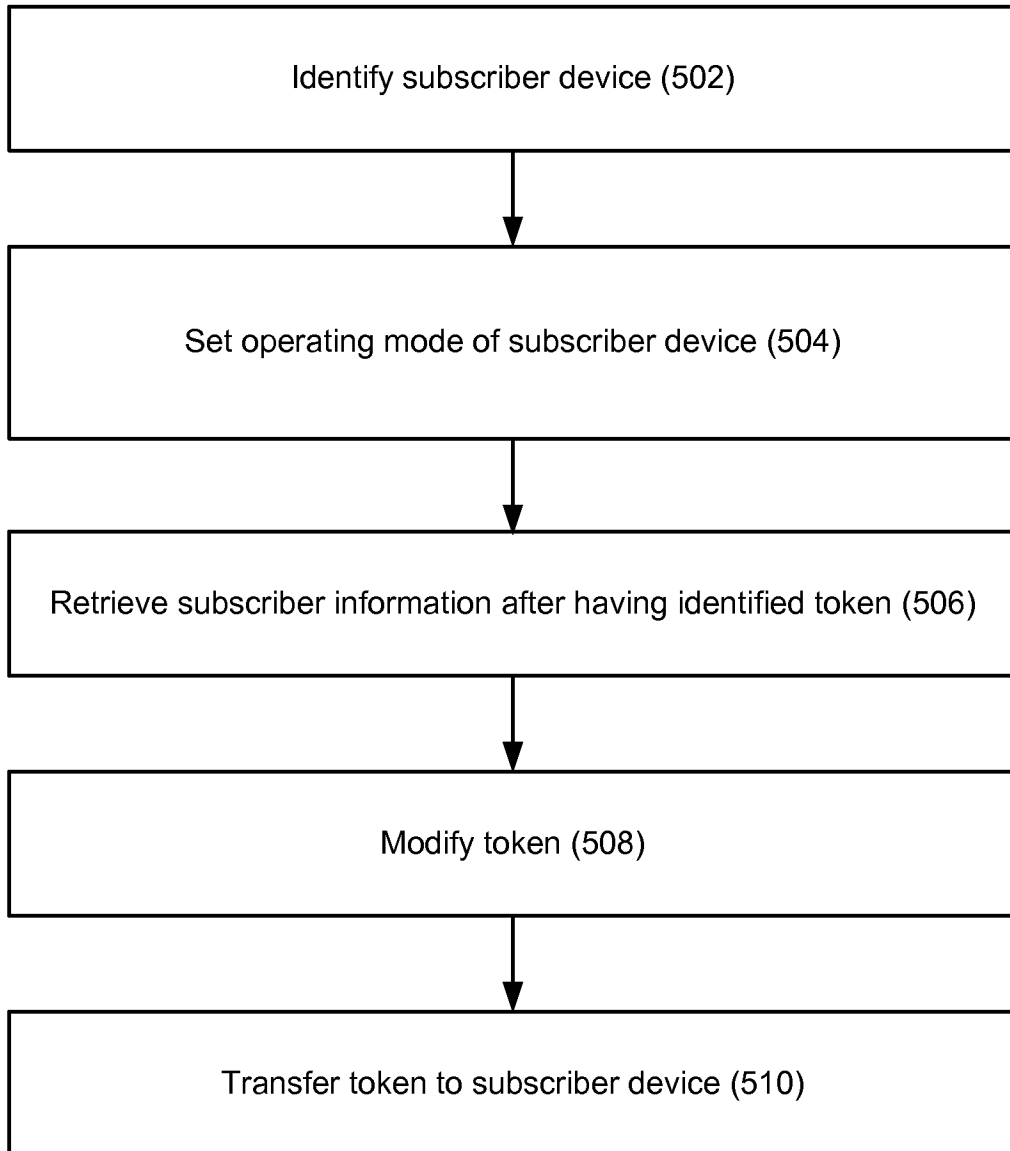 Identify subscriber device (502)
Set operating mode of subscriber device (504)
Retrieve subscriber information after having identified token (506)
Modify token (508)
Transfer token to subscriber device (510)